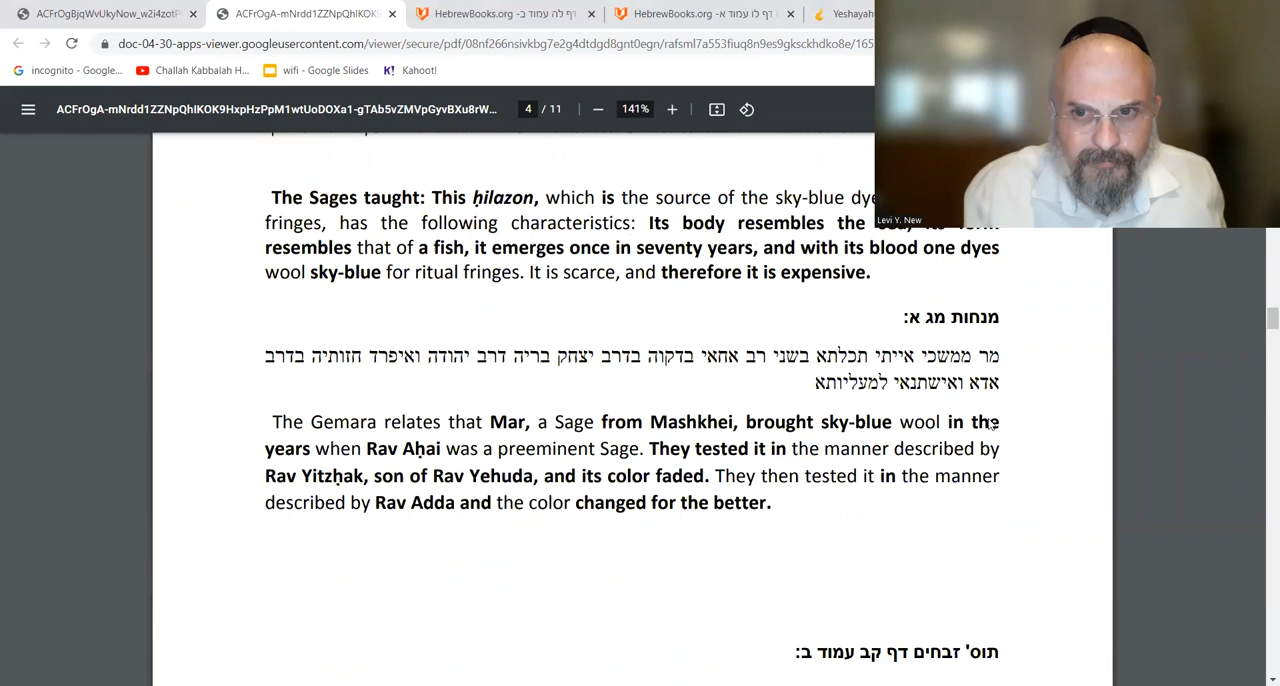 ACFrOgBjqWvUkyNow_w2i4zotP
ACFrOgA-mNrdd1ZZNpQhIKOK9
HebrewBooks.org -דף לה עמוד ב
HebrewBooks.org -דף לו עמוד א
Yeshayah
doc-04-30-apps-viewer.googleusercontent.com/viewer/secure/pdf/08nf266nsivkbg7e2g4dtdgd8gnt0egn/rafsml7a553fiuq8n9es9gksckhdko8e/165
incognito - Google...
Challah Kabbalah H...
wifi - Google Slides
Kahoot!
ACFrOgA-mNrdd1ZZNpQhIKOK9HxpHzPpM1wtUoDOXa1-gTAb5vZMVpGyvBXu8rW...
4 / 11
141%
Levi Y. New
The Sages taught: This ḥilazon, which is the source of the sky-blue dye
fringes, has the following characteristics: Its body resembles the
resembles that of a fish, it emerges once in seventy years, and with its blood one dyes
wool sky-blue for ritual fringes. It is scarce, and therefore it is expensive.
מנחות מג א:
מר ממשכי אייתי תכלתא בשני רב אחאי בדקוה בדרב יצחק בריה דרב יהודה ואיפרד חזותיה בדרב
אדא ואישתנאי למעליותא
The Gemara relates that Mar, a Sage from Mashkhei, brought sky-blue wool in the
years when Rav Aḥai was a preeminent Sage. They tested it in the manner described by
Rav Yitzḥak, son of Rav Yehuda, and its color faded. They then tested it in the manner
described by Rav Adda and the color changed for the better.
תוס' זבחים דף קב עמוד ב: